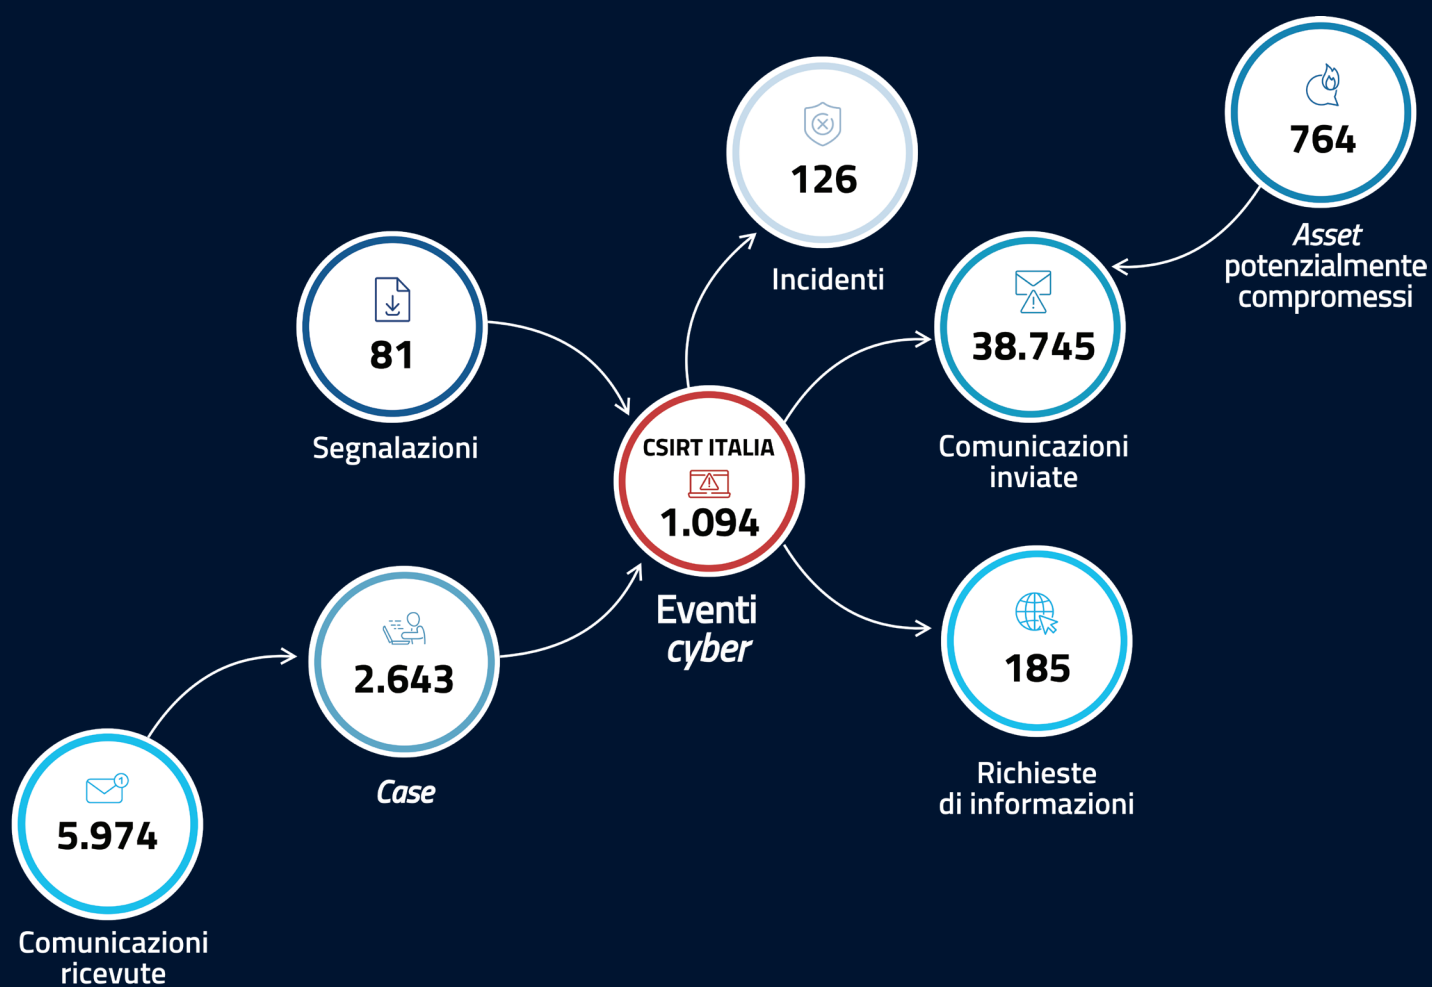 764
Asset
potenzialmente
compromessi
126
Incidenti
38.745
Comunicazioni
inviate
81
Segnalazioni
CSIRT ITALIA
1.094
Eventi
cyber
2.643
Case
185
Richieste
di informazioni
1
5.974
Comunicazioni
ricevute